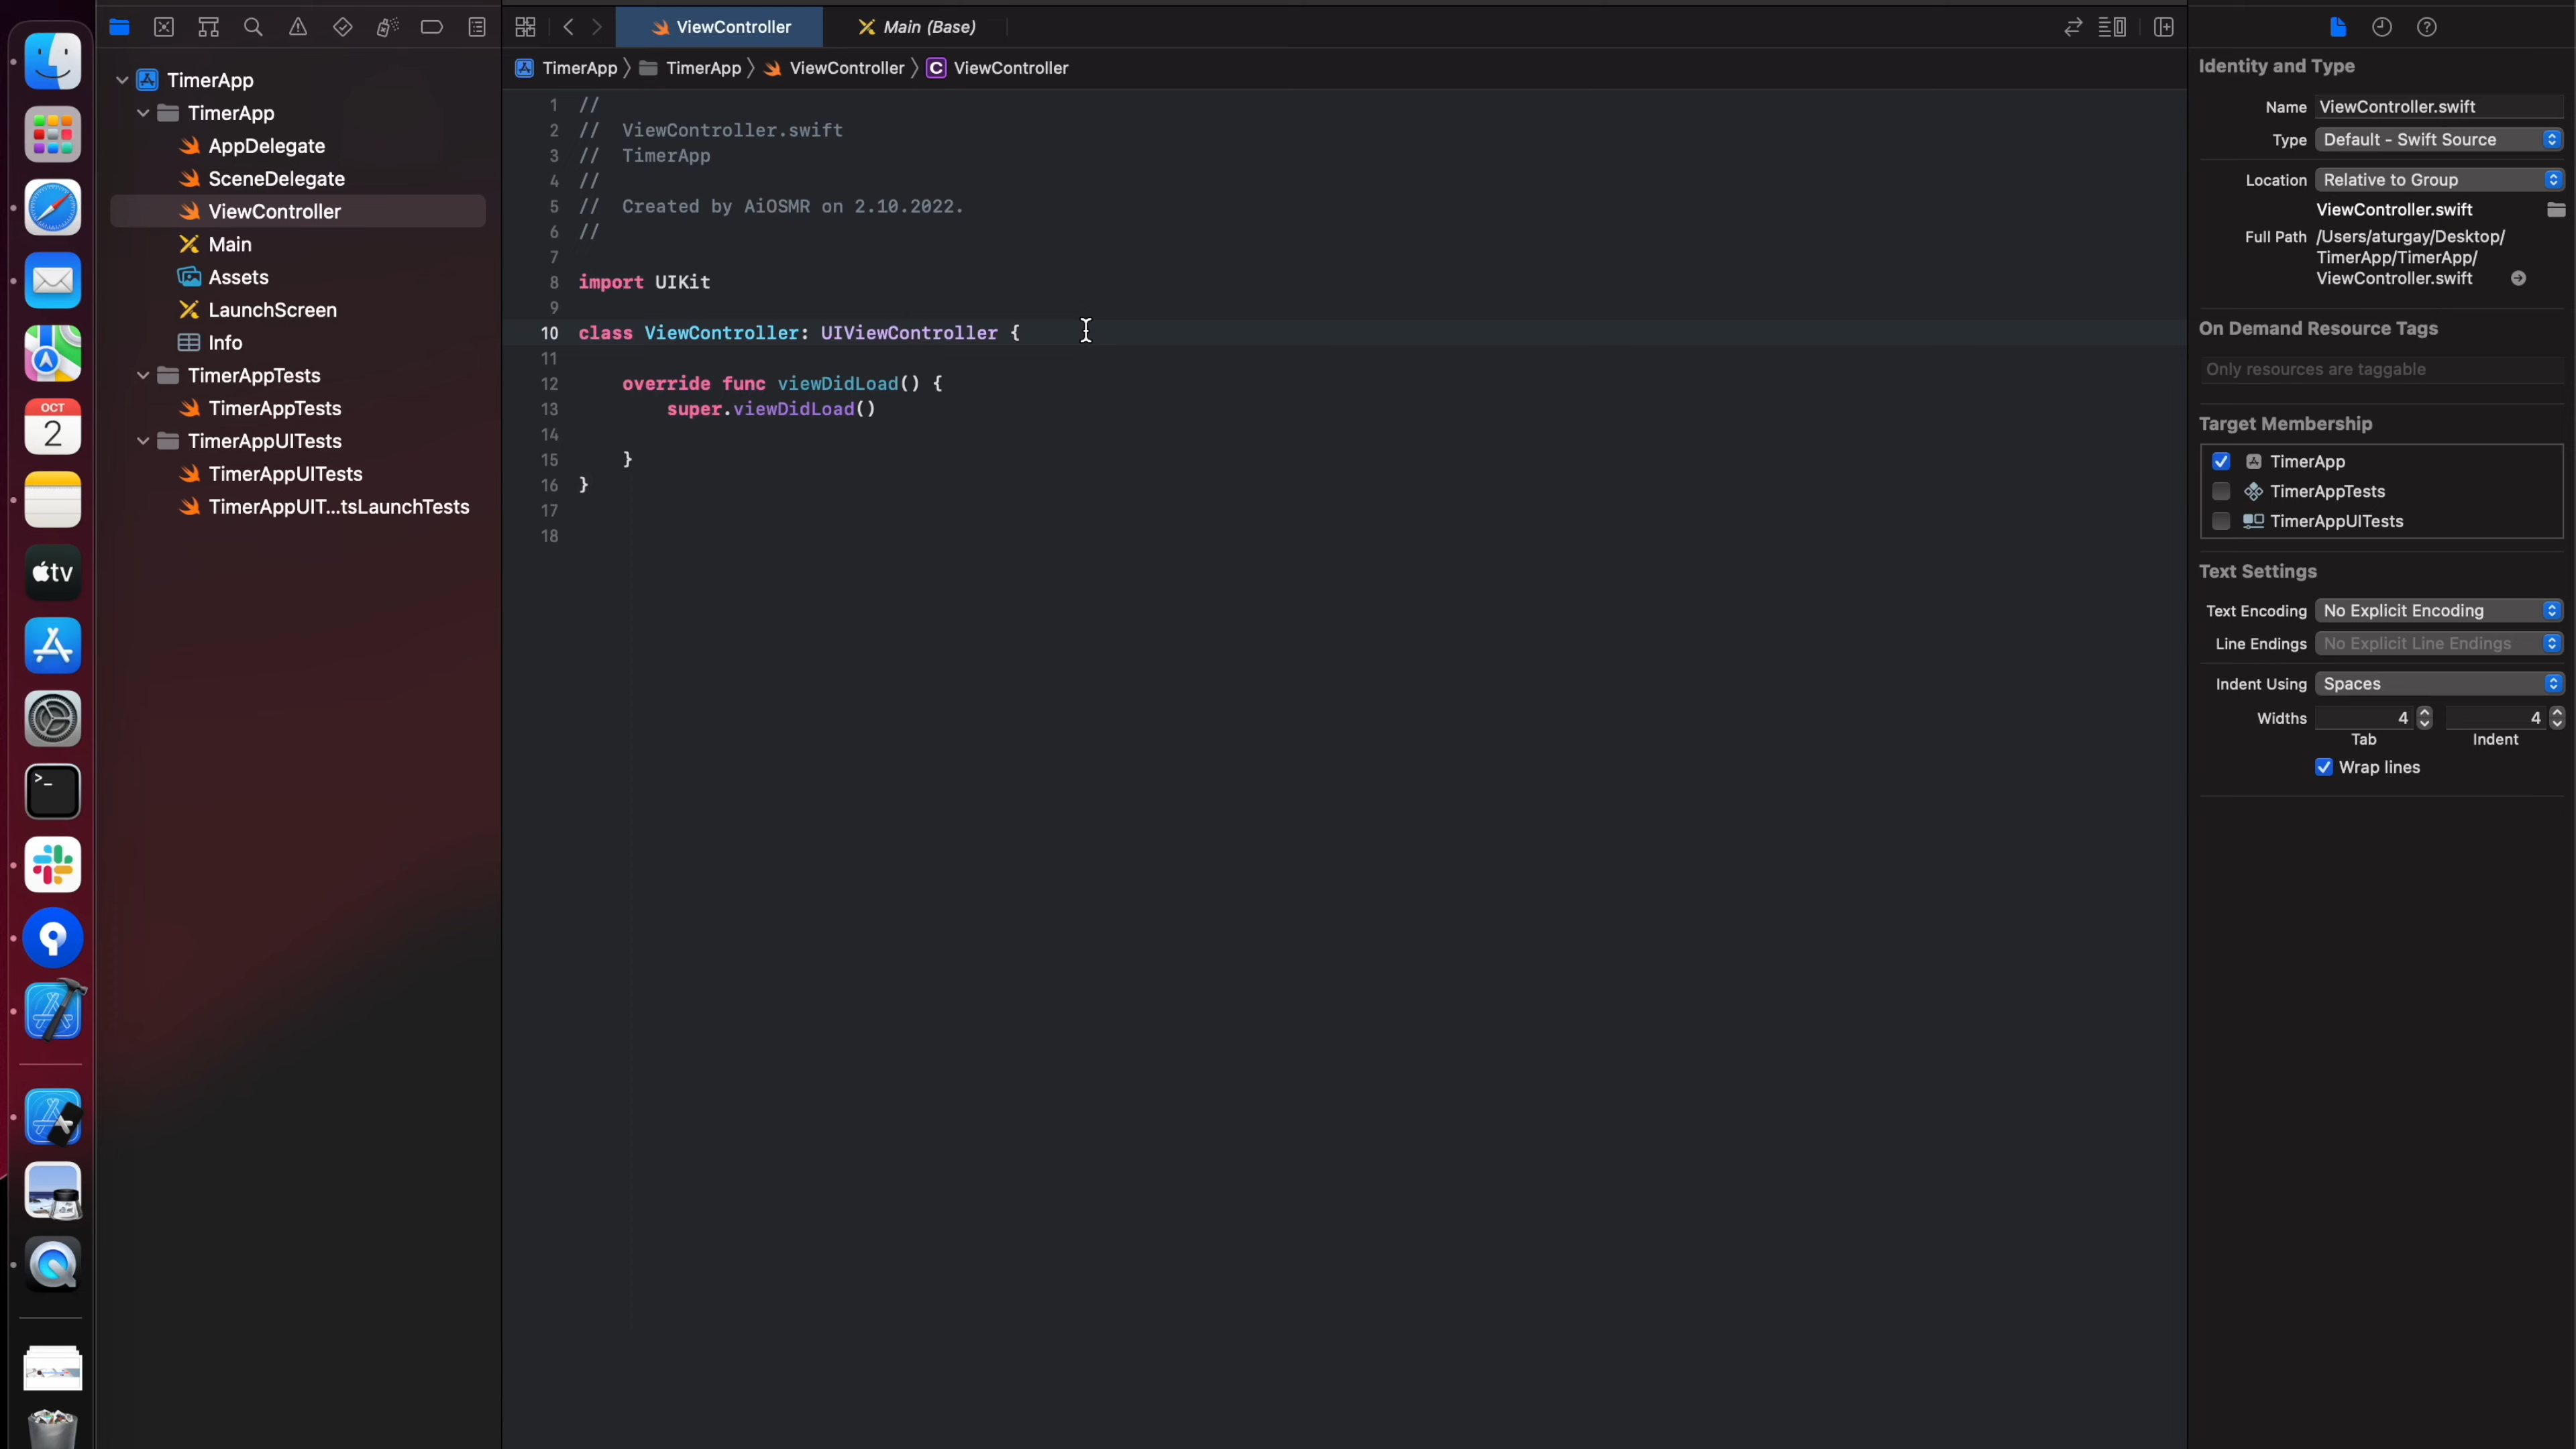 ViewController
Main (Base)
TimerApp
TimerApp
AppDelegate
SceneDelegate
ViewController
Main
Assets
LaunchScreen
Info
TimerAppTests
TimerAppTests
TimerAppUITests
TimerAppUITests
TimerAppUIT...tsLaunchTests
OCT
2
tv
>_
TimerApp TimerApp ViewController C ViewController
1 //
2 // ViewController.swift
3 // TimerApp
4 //
5 // Created by AiOSMR on 2.10.2022.
6 //
7
8 import UIKit
9
10 class ViewController: UIViewController {
11
12 override func viewDidLoad() {
13 super.viewDidLoad()
14
15 }
16 }
17
18
Identity and Type
Name ViewController.swift
Type Default - Swift Source
Location Relative to Group
ViewController.swift
Full Path /Users/aturgay/Desktop/
TimerApp/TimerApp/
ViewController.swift
On Demand Resource Tags
Only resources are taggable
Target Membership
TimerApp
TimerAppTests
TimerAppUITests
Text Settings
Text Encoding No Explicit Encoding
Line Endings No Explicit Line Endings
Indent Using Spaces
Widths 4 4
Tab Indent
Wrap lines